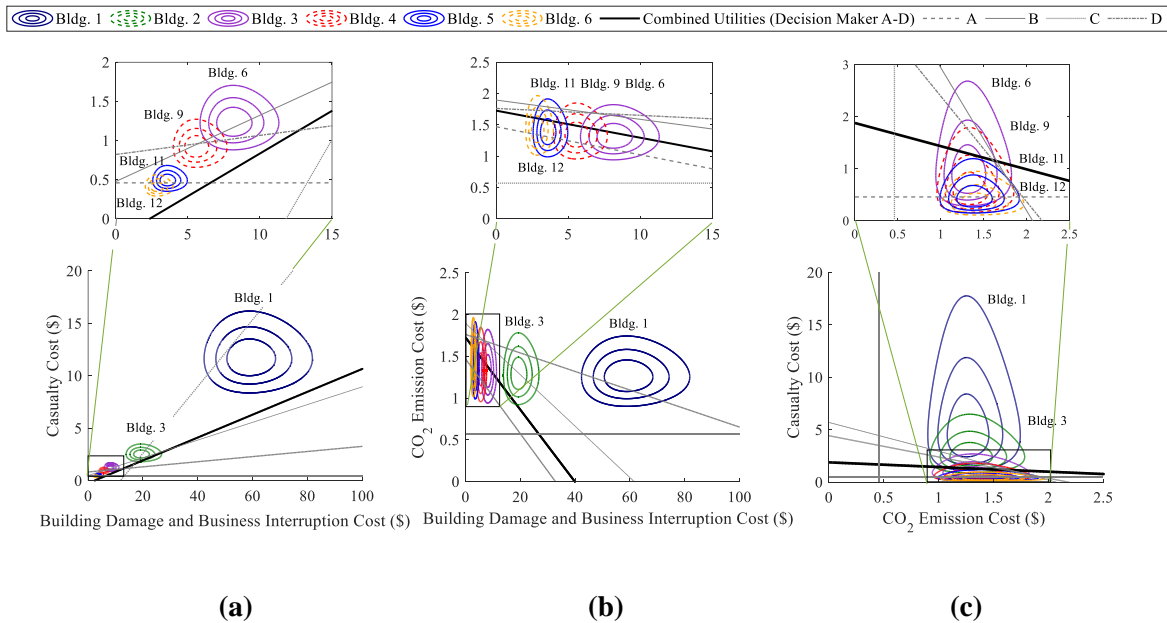 Bldg. 1 Bldg. 2 Bldg. 3 Bldg. 4 Bldg. 5 Bldg. 6 Combined Utilities (Decision Maker A-D) A B C D
2
1.5
1
0.5
0
0 5 10 15
Bldg. 6
Bldg. 9
Bldg. 11
Bldg. 12
2.5
2
1.5
1
0.5
0
0 5 10 15
Bldg. 11 Bldg. 9 Bldg. 6
Bldg. 12
3
2
1
0
0 0.5 1 1.5 2 2.5
Bldg. 6
Bldg. 9
Bldg. 11
Bldg. 12
Casualty Cost ($)
20
15
10
5
0
0 20 40 60 80 100
Bldg. 1
Bldg. 3
Building Damage and Business Interruption Cost ($)
CO2 Emission Cost ($)
2.5
2
1.5
1
0.5
0
0 20 40 60 80 100
Bldg. 3 Bldg. 1
Building Damage and Business Interruption Cost ($)
Casualty Cost ($)
20
15
10
5
0
0 0.5 1 1.5 2 2.5
Bldg. 1
Bldg. 3
CO2 Emission Cost ($)
(a) (b) (c)